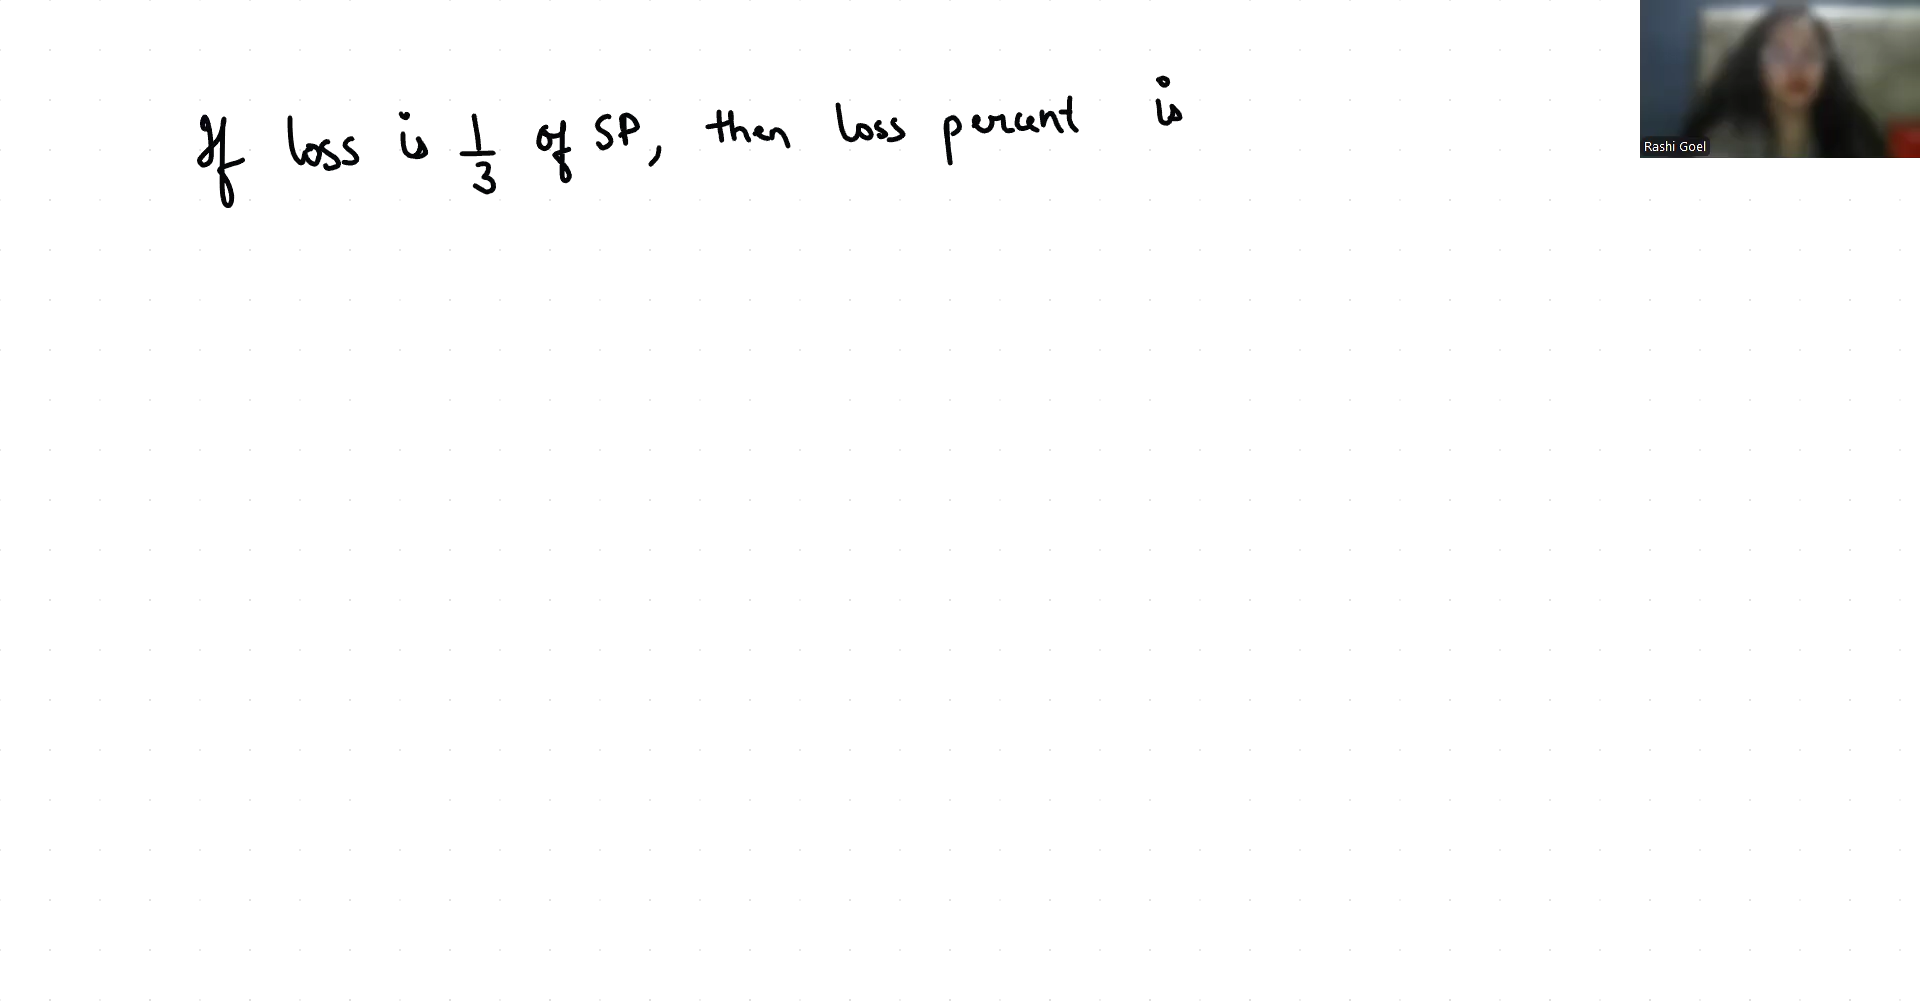 If loss is 1/3 of SP, then loss percent is
Rashi Goel